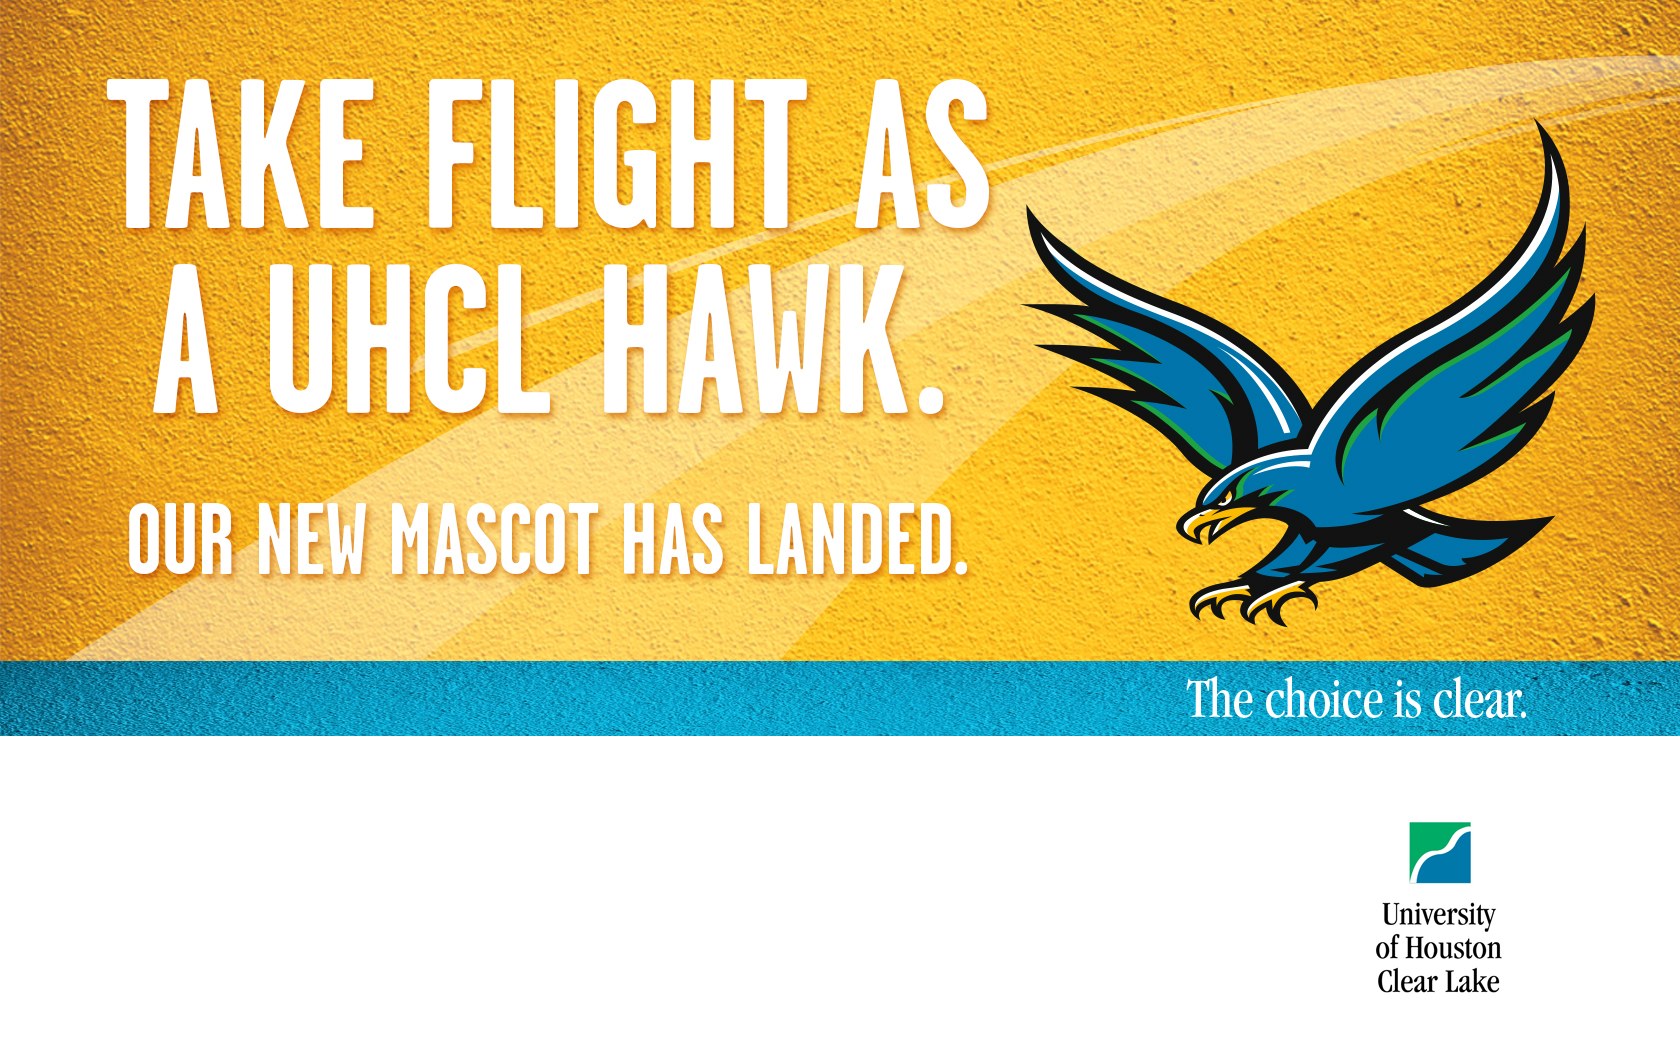 TAKE FLIGHT AS
A UHCL HAWK.
OUR NEW MASCOT HAS LANDED.
The choice is clear.
University
of Houston
Clear Lake